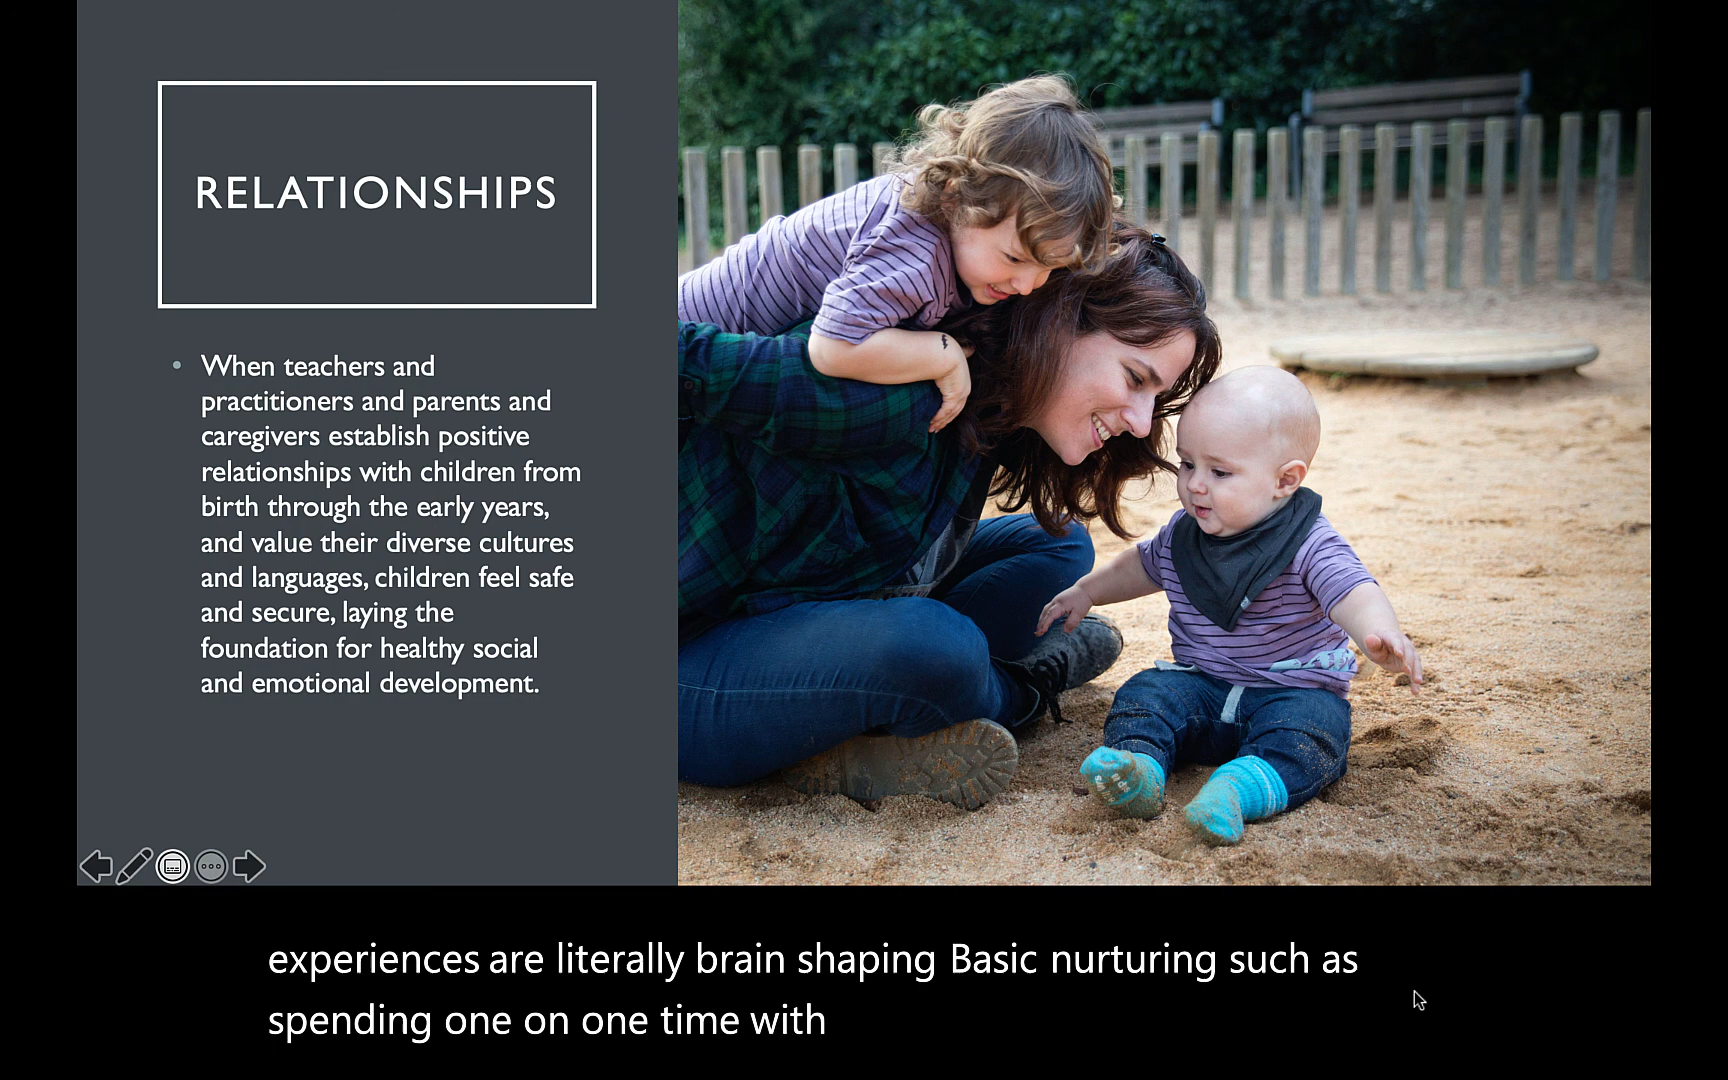 RELATIONSHIPS
• When teachers and
practitioners and parents and
caregivers establish positive
relationships with children from
birth through the early years,
and value their diverse cultures
and languages, children feel safe
and secure, laying the
foundation for healthy social
and emotional development.
experiences are literally brain shaping Basic nurturing such as
spending one on one time with